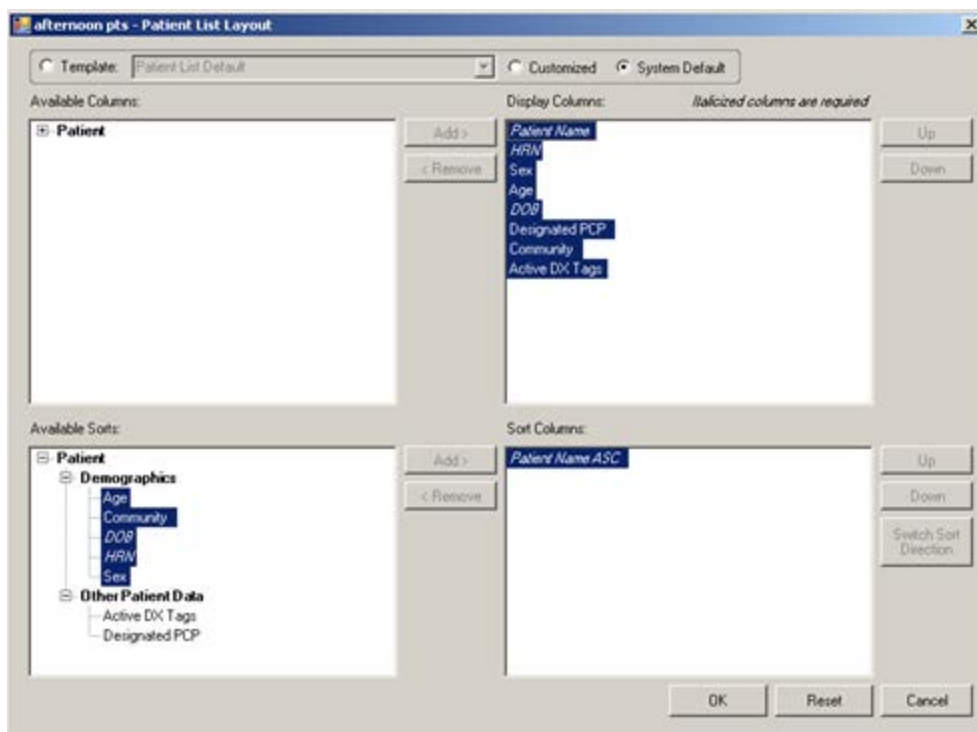 afternoon pts - Patient List Layout
Template: Patient List Default Customized System Default
Available Columns:
Patient
Add >
< Remove
Display Columns: Italicized columns are required
Patient Name
HRN
Sex
Age
DOB
Designated PCP
Community
Active DX Tags
Up
Down
Available Sorts:
Patient
Demographics
Age
Community
DOB
HRN
Sex
Other Patient Data
Active DX Tags
Designated PCP
Add >
< Remove
Sort Columns:
Patient Name ASC
Up
Down
Switch Sort
Direction
OK Reset Cancel